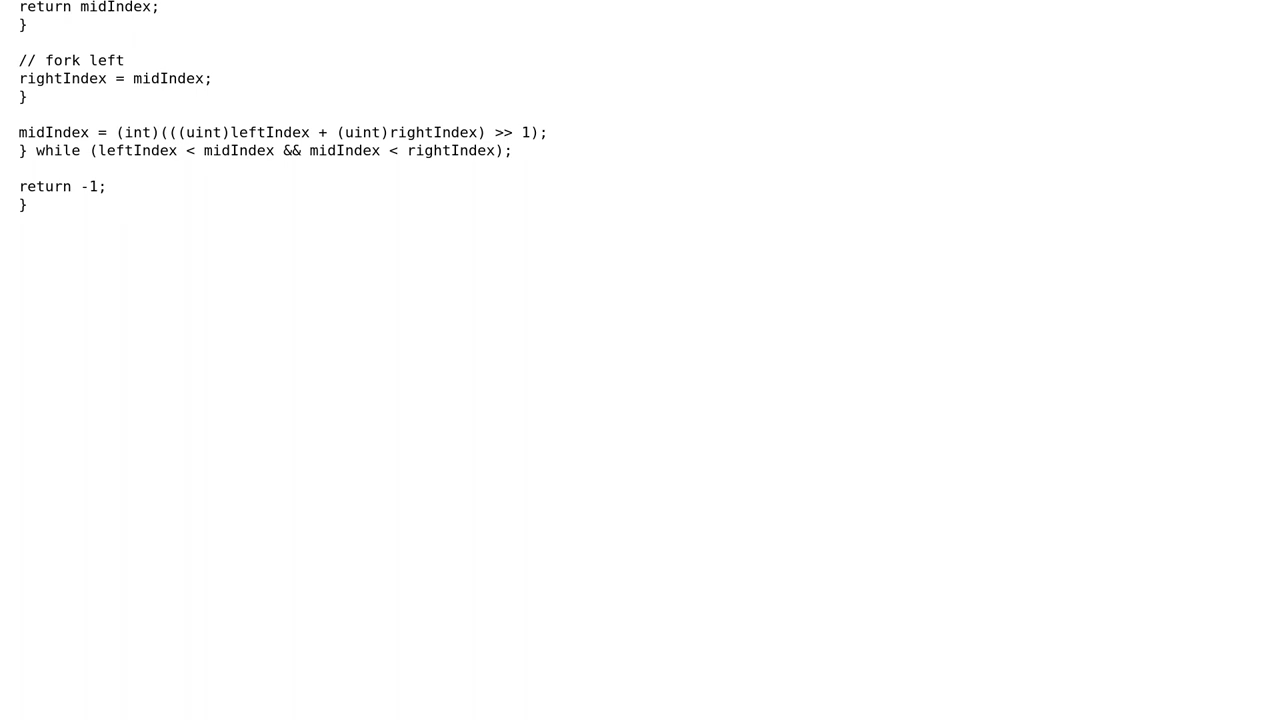 return midIndex;
}
// fork left
rightIndex = midIndex;
}
midIndex = (int)(((uint)leftIndex + (uint)rightIndex) >> 1);
} while (leftIndex < midIndex && midIndex < rightIndex);
return -1;
}